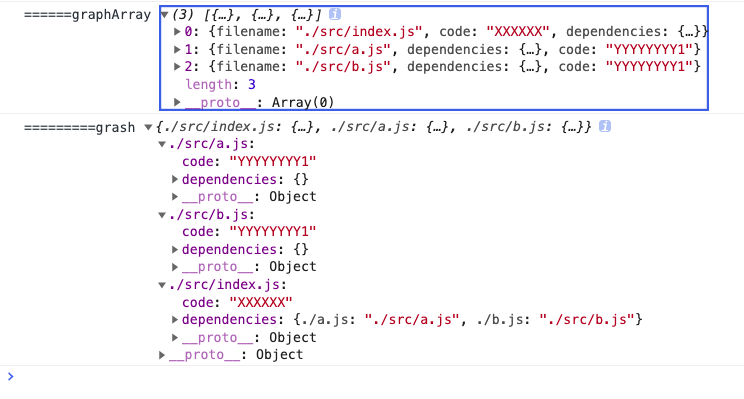 ======graphArray ▼(3) [{…}, {…}, {…}] i
▶0: {filename: "./src/index.js", code: "XXXXXX", dependencies: {…}}
▶1: {filename: "./src/a.js", dependencies: {…}, code: "YYYYYYYY1"}
▶2: {filename: "./src/b.js", dependencies: {…}, code: "YYYYYYYY1"}
length: 3
▶__proto__: Array(0)
=========grash ▼{./src/index.js: {…}, ./src/a.js: {…}, ./src/b.js: {…}} i
▼./src/a.js:
code: "YYYYYYYY1"
▶dependencies: {}
▶__proto__: Object
▼./src/b.js:
code: "YYYYYYYY1"
▶dependencies: {}
▶__proto__: Object
▼./src/index.js:
code: "XXXXXX"
▶dependencies: {./a.js: "./src/a.js", ./b.js: "./src/b.js"}
▶__proto__: Object
▶__proto__: Object
>